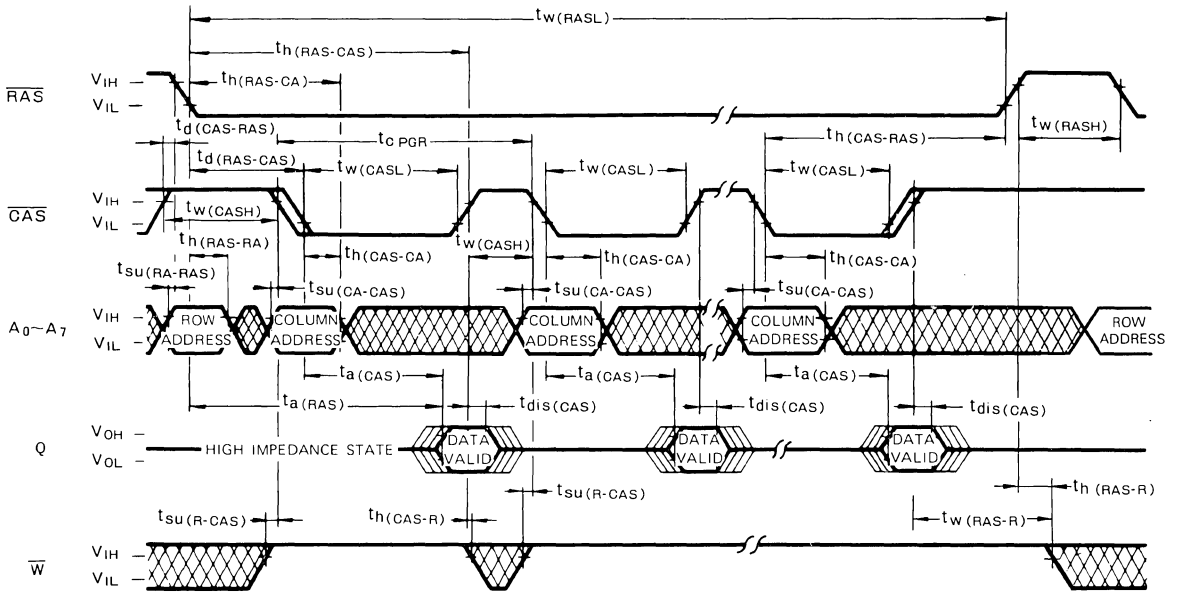 tw(RASL)
th(RAS-CAS)
th(RAS-CA)
RAS
VIH
VIL
td(CAS-RAS)
tc PGR
th(CAS-RAS)
tw(RASH)
td(RAS-CAS)
tw(CASL)
tw(CASL)
tw(CASL)
CAS
VIH
VIL
tw(CASH)
th(RAS-RA)
tw(CASH)
th(CAS-CA)
th(CAS-CA)
th(CAS-CA)
tsu(RA-RAS)
tsu(CA-CAS)
tsu(CA-CAS)
tsu(CA-CAS)
A0~A7
VIH
VIL
ROW ADDRESS
COLUMN ADDRESS
COLUMN ADDRESS
COLUMN ADDRESS
ROW ADDRESS
ta(CAS)
ta(CAS)
ta(CAS)
ta(RAS)
tdis(CAS)
tdis(CAS)
tdis(CAS)
Q
VOH
VOL
HIGH IMPEDANCE STATE
DATA VALID
DATA VALID
DATA VALID
tsu(R-CAS)
th(RAS-R)
tsu(R-CAS)
th(CAS-R)
tw(RAS-R)
W
VIH
VIL